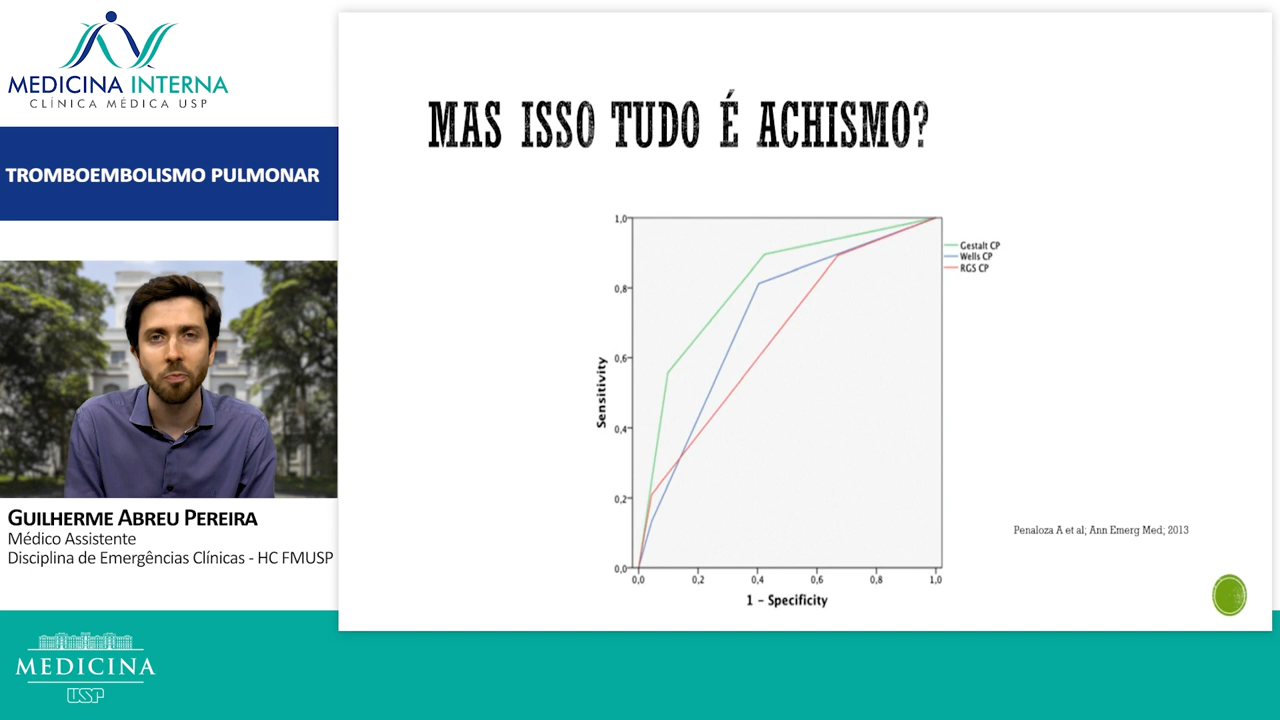 MEDICINA INTERNA
CLÍNICA MÉDICA USP
TROMBOEMBOLISMO PULMONAR
GUILHERME ABREU PEREIRA
Médico Assistente
Disciplina de Emergências Clínicas - HC FMUSP
MEDICINA
USP
MAS ISSO TUDO É ACHISMO?
1,0
0,8
0,6
0,4
0,2
0,0
Sensitivity
0,0 0,2 0,4 0,6 0,8 1,0
1 - Specificity
Gestalt CP
Wells CP
RGS CP
Penaloza A et al; Ann Emerg Med; 2013